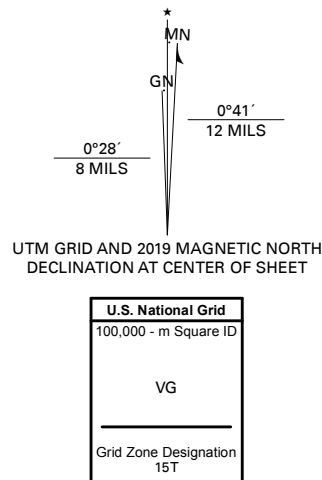 ★
MN
GN
0°41´
12 MILS
0°28´
8 MILS
UTM GRID AND 2019 MAGNETIC NORTH
DECLINATION AT CENTER OF SHEET
U.S. National Grid
100,000 - m Square ID
VG
Grid Zone Designation
15T